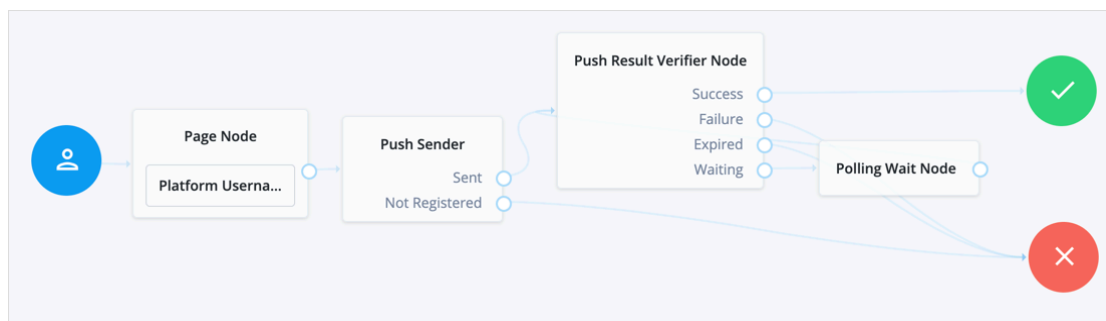 Page Node
Platform Userna...
Push Sender
Sent
Not Registered
Push Result Verifier Node
Success
Failure
Expired
Waiting
Polling Wait Node